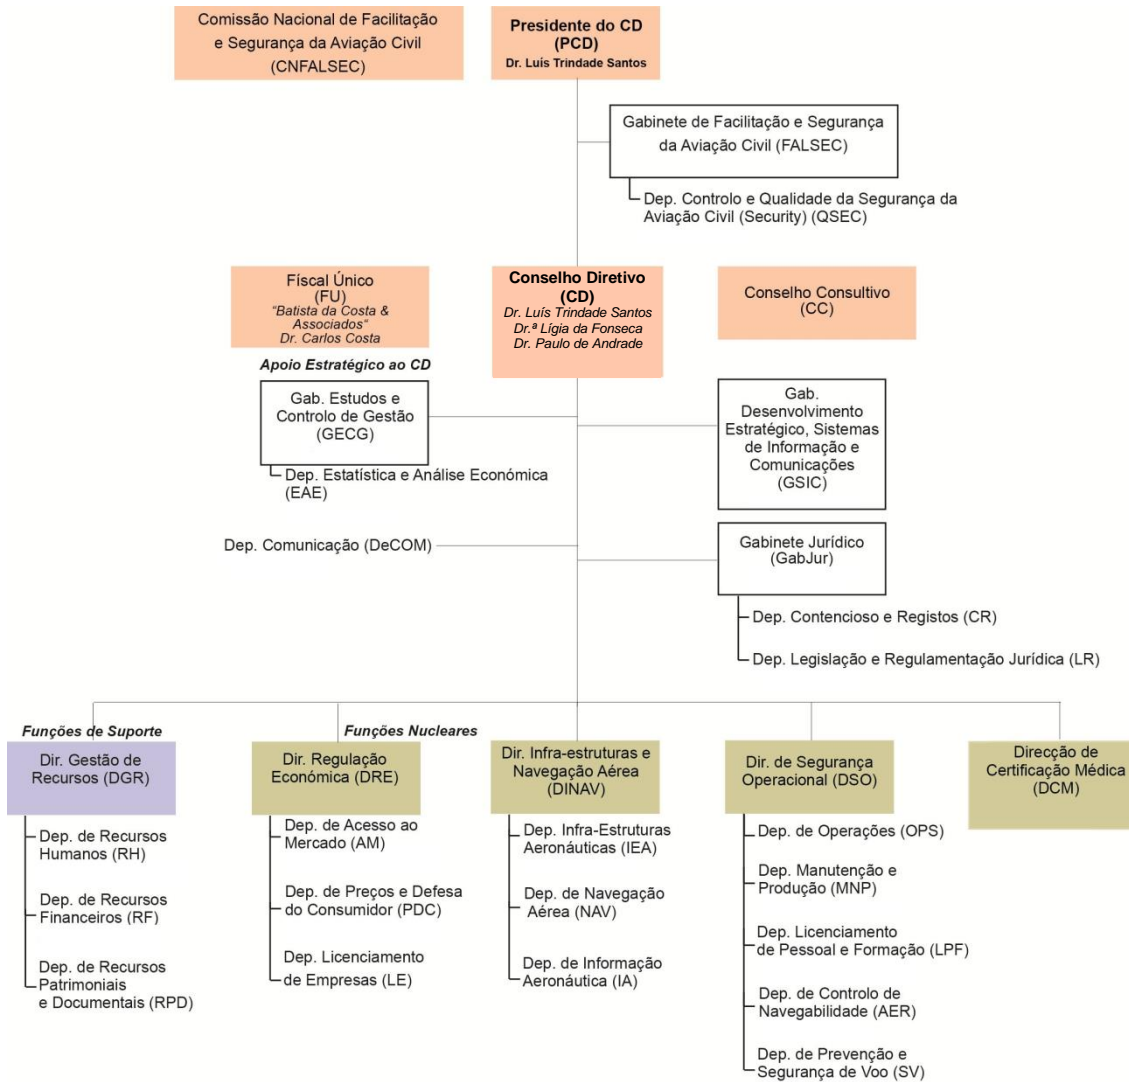 Comissão Nacional de Facilitação
e Segurança da Aviação Civil
(CNFALSEC)
Presidente do CD
(PCD)
Dr. Luís Trindade Santos
Gabinete de Facilitação e Segurança
da Aviação Civil (FALSEC)
Dep. Controlo e Qualidade da Segurança da
Aviação Civil (Security) (QSEC)
Físcal Único
(FU)
“Batista da Costa &
Associados“
Dr. Carlos Costa
Conselho Diretivo
(CD)
Dr. Luís Trindade Santos
Dr.ª Lígia da Fonseca
Dr. Paulo de Andrade
Conselho Consultivo
(CC)
Apoio Estratégico ao CD
Gab. Estudos e
Controlo de Gestão
(GECG)
Dep. Estatística e Análise Económica
(EAE)
Gab.
Desenvolvimento
Estratégico, Sistemas
de Informação e
Comunicações
(GSIC)
Dep. Comunicação (DeCOM)
Gabinete Jurídico
(GabJur)
Dep. Contencioso e Registos (CR)
Dep. Legislação e Regulamentação Jurídica (LR)
Funções de Suporte
Funções Nucleares
Dir. Gestão de
Recursos (DGR)
Dep. de Recursos
Humanos (RH)
Dep. de Recursos
Financeiros (RF)
Dep. de Recursos
Patrimoniais
e Documentais (RPD)
Dir. Regulação
Económica (DRE)
Dep. de Acesso ao
Mercado (AM)
Dep. de Preços e Defesa
do Consumidor (PDC)
Dep. Licenciamento
de Empresas (LE)
Dir. Infra-estruturas e
Navegação Aérea
(DINAV)
Dep. Infra-Estruturas
Aeronáuticas (IEA)
Dep. de Navegação
Aérea (NAV)
Dep. de Informação
Aeronáutica (IA)
Dir. de Segurança
Operacional (DSO)
Dep. de Operações (OPS)
Dep. Manutenção e
Produção (MNP)
Dep. Licenciamento
de Pessoal e Formação (LPF)
Dep. de Controlo de
Navegabilidade (AER)
Dep. de Prevenção e
Segurança de Voo (SV)
Direcção de
Certificação Médica
(DCM)